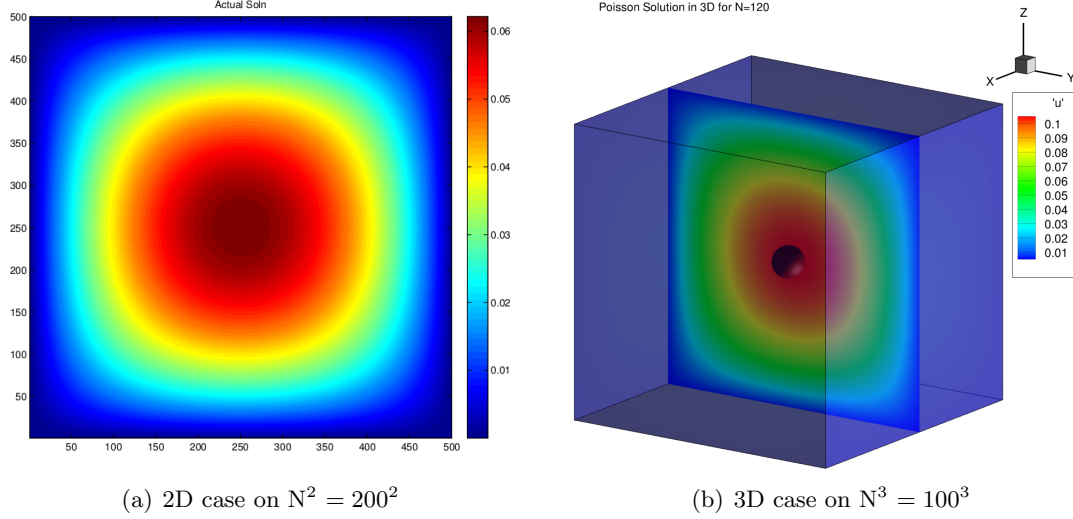 Actual Soln
500
450
400
350
300
250
200
150
100
50
50 100 150 200 250 300 350 400 450 500
0.06
0.05
0.04
0.03
0.02
0.01
(a) 2D case on N² = 200²
Poisson Solution in 3D for N=120
Z
X
Y
'u'
0.1
0.09
0.08
0.07
0.06
0.05
0.04
0.03
0.02
0.01
(b) 3D case on N³ = 100³